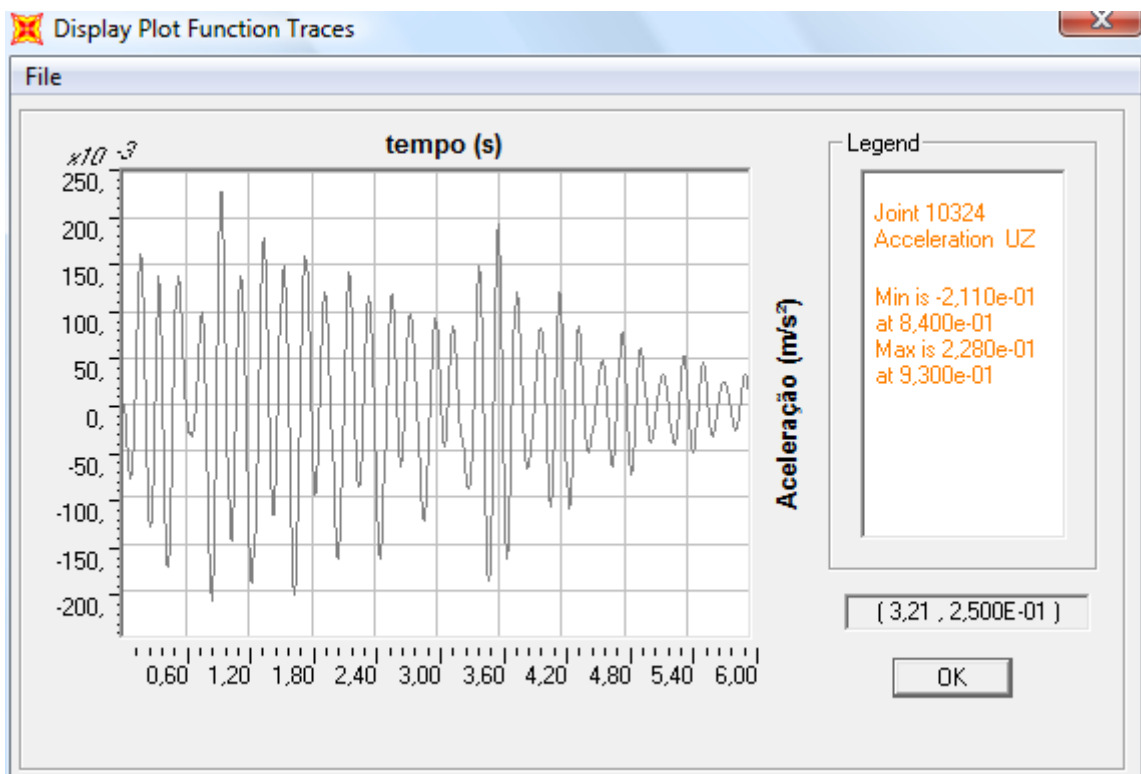 Display Plot Function Traces
X
File
tempo (s)
x10 -3
250,
200,
150,
100,
50,
0,
-50,
-100,
-150,
-200,
0,60 1,20 1,80 2,40 3,00 3,60 4,20 4,80 5,40 6,00
Aceleração (m/s²)
Legend
Joint 10324
Acceleration UZ
Min is -2,110e-01
at 8,400e-01
Max is 2,280e-01
at 9,300e-01
( 3,21 , 2,500E-01 )
OK